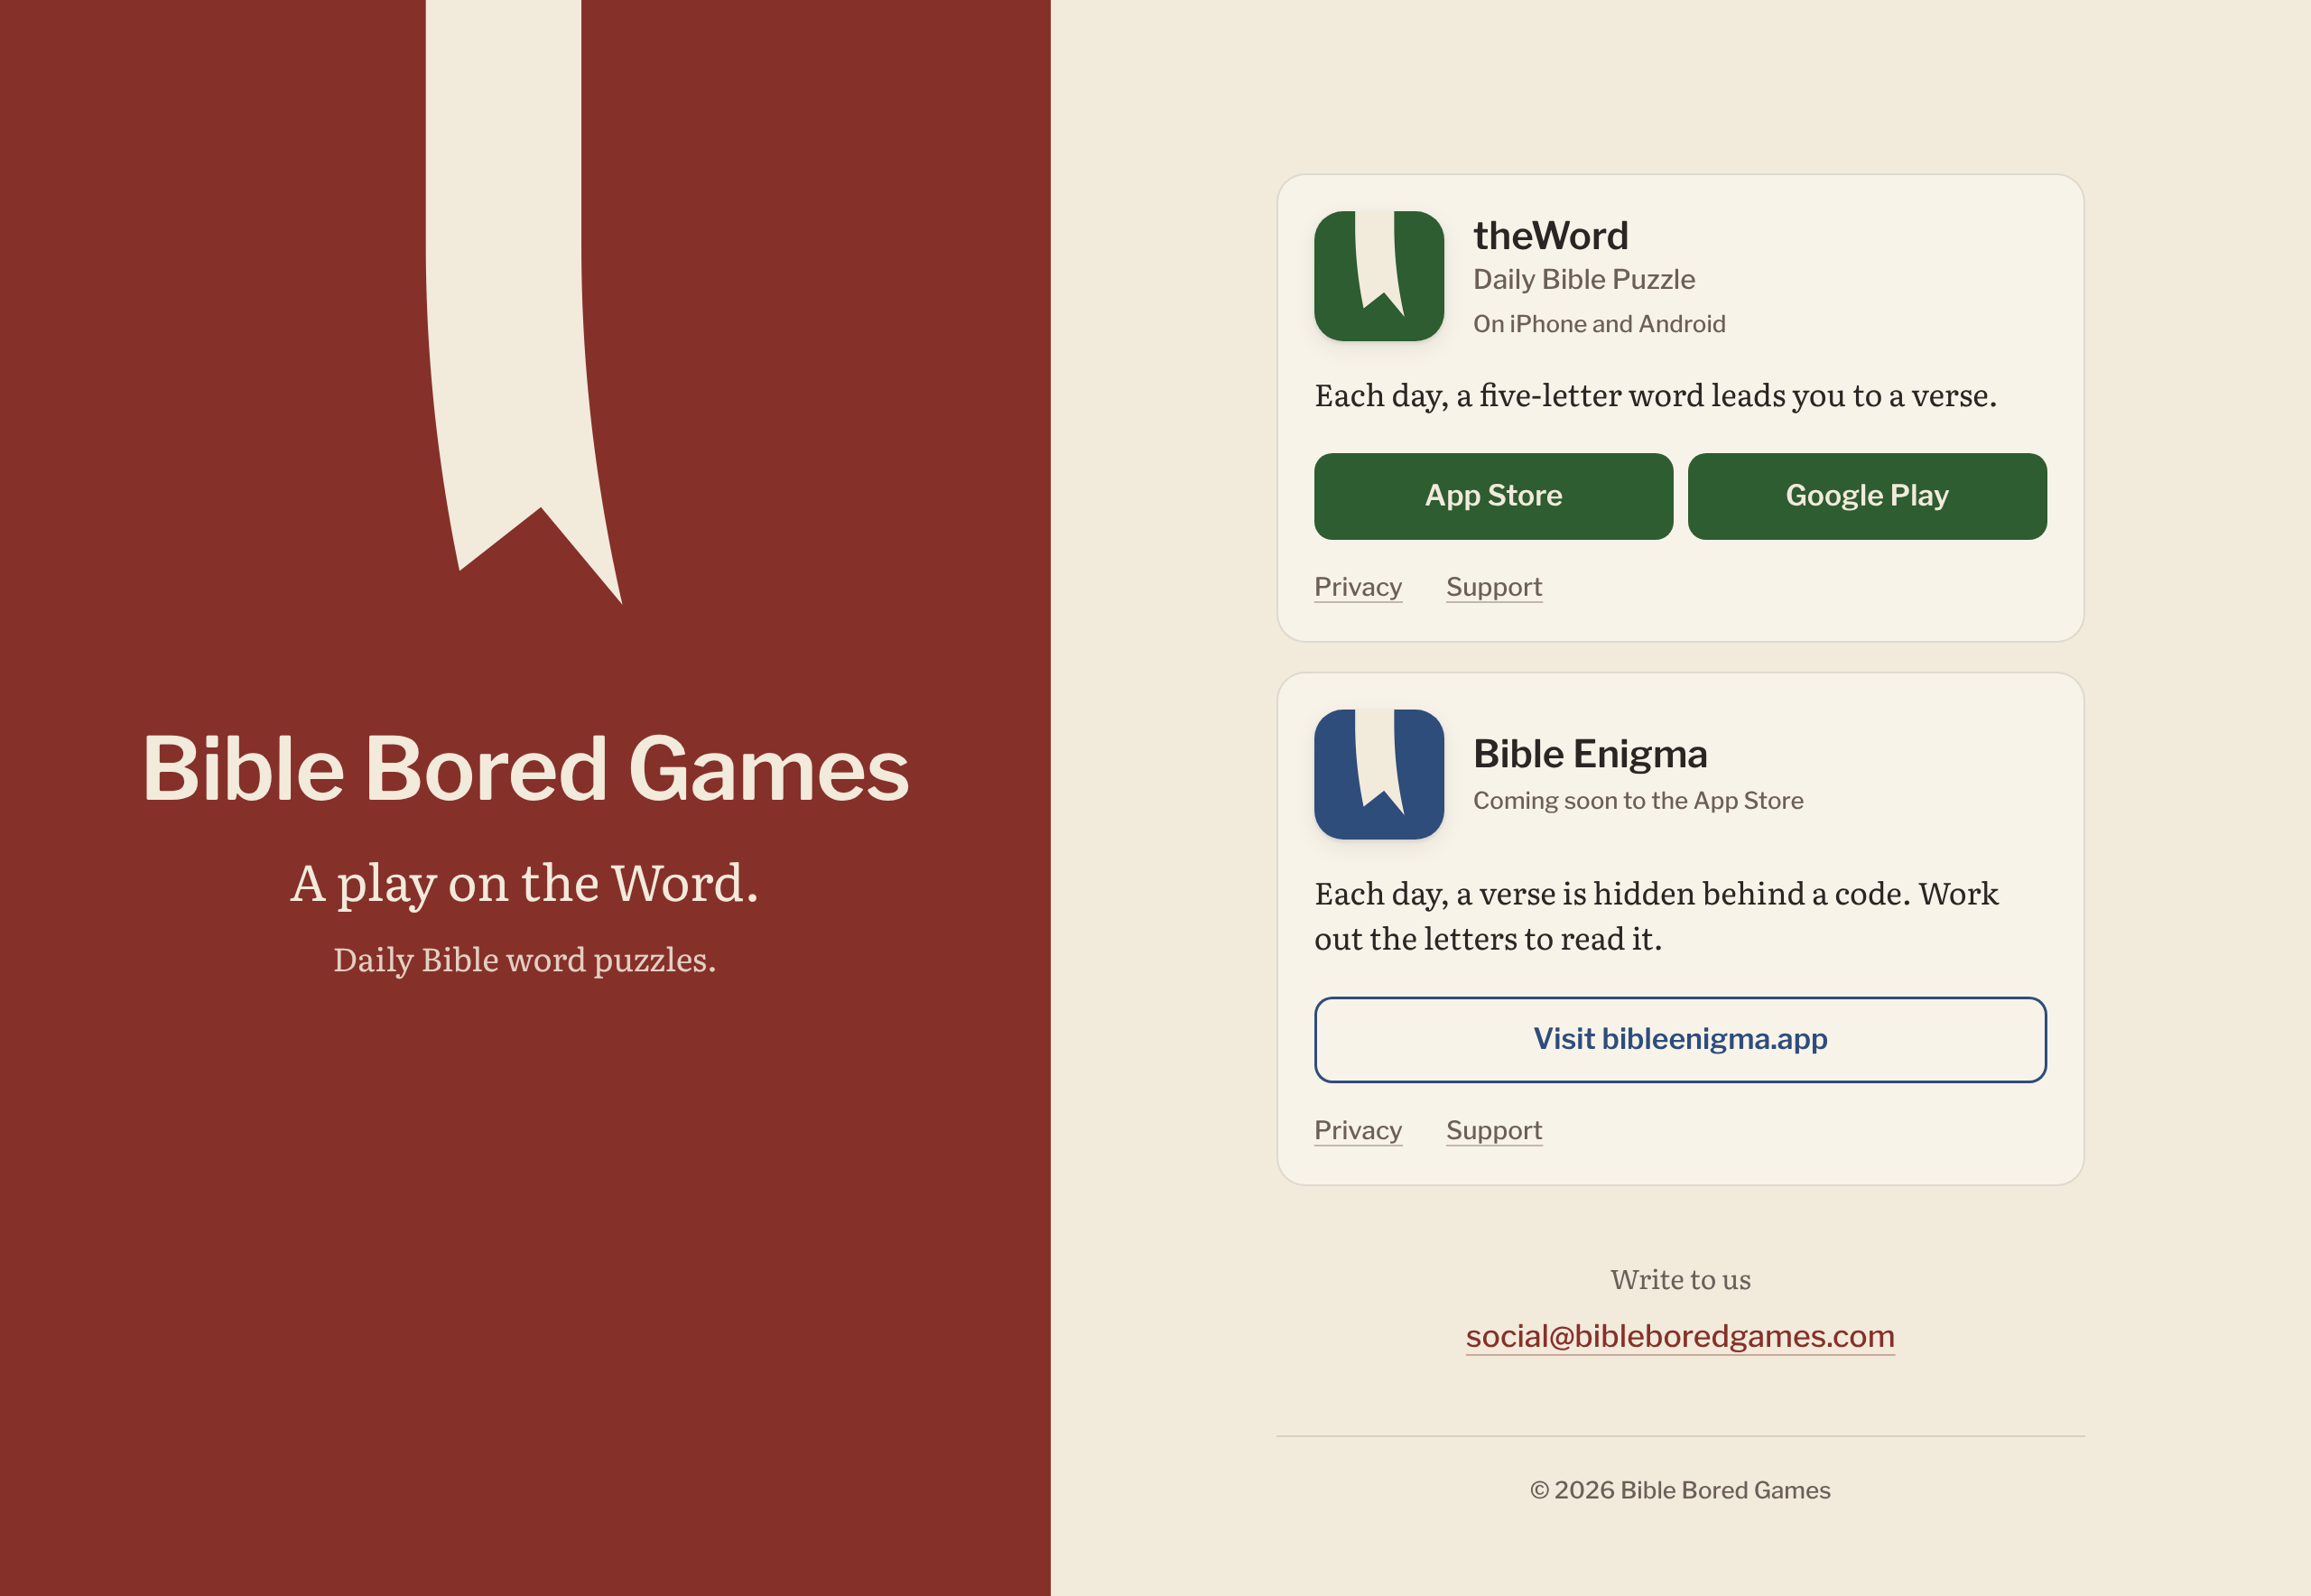 Bible Bored Games
A play on the Word.
Daily Bible word puzzles.
theWord
Daily Bible Puzzle
On iPhone and Android
Each day, a five-letter word leads you to a verse.
App Store
Google Play
Privacy
Support
Bible Enigma
Coming soon to the App Store
Each day, a verse is hidden behind a code. Work
out the letters to read it.
Visit bibleenigma.app
Privacy
Support
Write to us
social@bibleboredgames.com
© 2026 Bible Bored Games